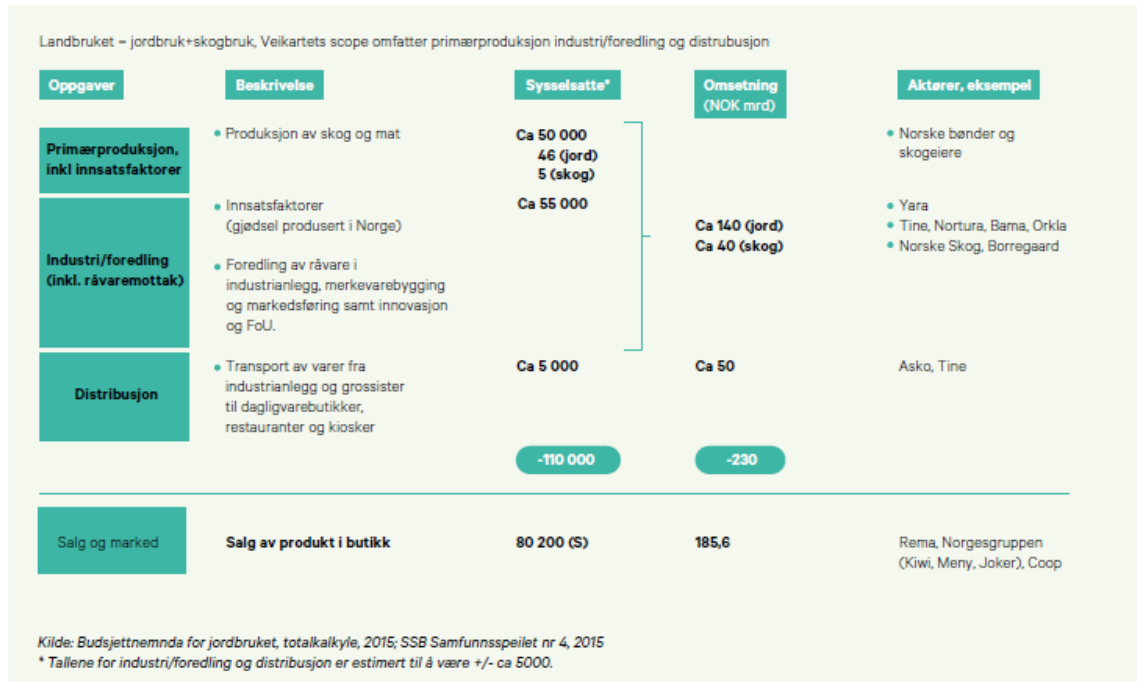 Landbruket – jordbruk+skogbruk, Veikartets scope omfatter primærproduksjon industri/foredling og distrubusjon
Oppgaver
Beskrivelse
Sysselsatte*
Omsetning
(NOK mrd)
Aktører, eksempel
Primærproduksjon,
inkl innsatsfaktorer
• Produksjon av skog og mat
Ca 50 000
46 (jord)
5 (skog)
• Norske bønder og
skogeiere
Industri/foredling
(inkl. råvaremottak)
• Innsatsfaktorer
(gjødsel produsert i Norge)
• Foredling av råvare i
industrianlegg, merkevarebygging
og markedsføring samt innovasjon
og FoU.
Ca 55 000
Ca 140 (jord)
Ca 40 (skog)
• Yara
• Tine, Nortura, Bama, Orkla
• Norske Skog, Borregaard
Distribusjon
• Transport av varer fra
industrianlegg og grossister
til dagligvarebutikker,
restauranter og kiosker
Ca 5 000
Ca 50
Asko, Tine
-110 000
-230
Salg og marked
Salg av produkt i butikk
80 200 (S)
185,6
Rema, Norgesgruppen
(Kiwi, Meny, Joker), Coop
Kilde: Budsjettnemnda for jordbruket, totalkalkyle, 2015; SSB Samfunnsspeilet nr 4, 2015
* Tallene for industri/foredling og distribusjon er estimert til å være +/- ca 5000.